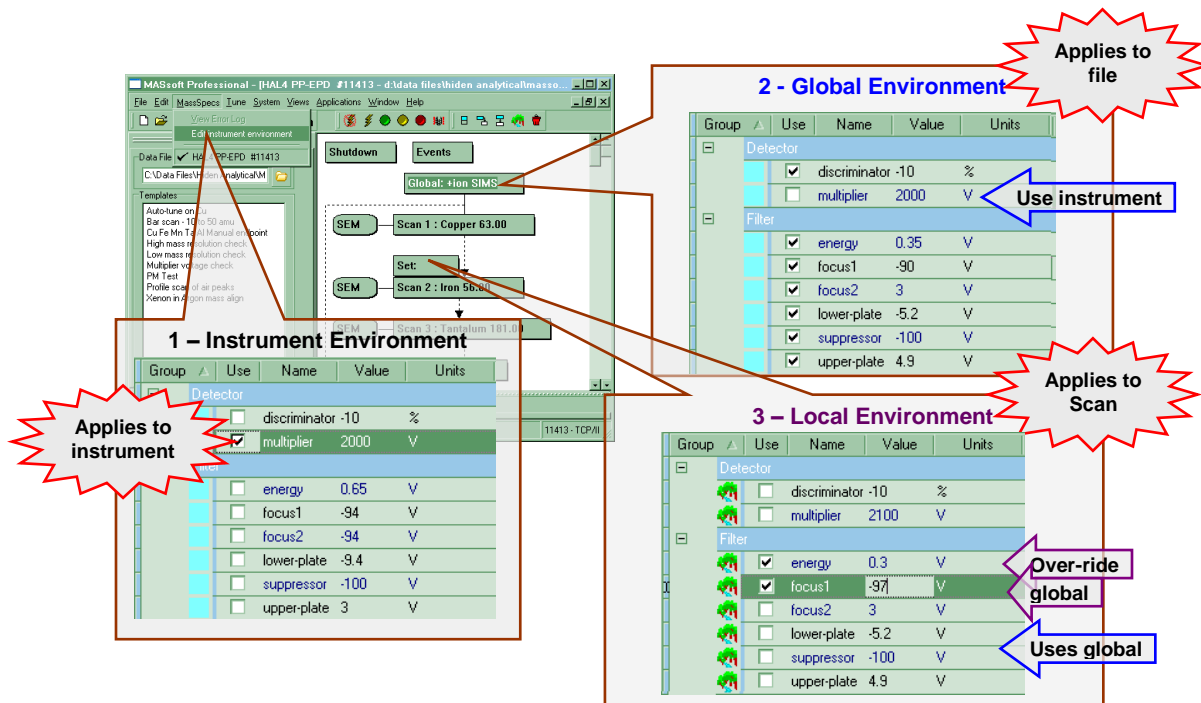 Applies to
file
2 - Global Environment
Group Use Name Value Units
Detector
discriminator -10 %
multiplier 2000 V
Use instrument
Filter
energy 0.35 V
focus1 -90 V
focus2 3 V
lower-plate -5.2 V
suppressor -100 V
upper-plate 4.9 V
MASsoft Professional - [HAL4 PP-EPD #11413 - d:\data files\hiden analytical\masso...
File Edit MassSpecs Tune System Views Applications Window Help
View Error Log
Edit instrument environment
HAL4 PP-EPD #11413
Data File
C:\Data Files\Hiden Analytical\M
Templates
Auto-tune on Cu
Bar scan - 10 to 50 amu
Cu Fe Mn Ta Al Manual endpoint
High mass resolution check
Low mass resolution check
Multiplier voltage check
PM Test
Profile scan of air peaks
Xenon in Argon mass align
Shutdown Events
Global: +ion SIMS
SEM Scan 1 : Copper 63.00
Set:
SEM Scan 2 : Iron 56.00
SEM Scan 3 : Tantalum 181.00
11413 - TCP/I
1 – Instrument Environment
Group Use Name Value Units
Detector
discriminator -10 %
multiplier 2000 V
Filter
energy 0.65 V
focus1 -94 V
focus2 -94 V
lower-plate -9.4 V
suppressor -100 V
upper-plate 3 V
Applies to
instrument
Applies to
Scan
3 – Local Environment
Group Use Name Value Units
Detector
discriminator -10 %
multiplier 2100 V
Filter
energy 0.3 V
Over-ride
focus1 -97 V
global
focus2 3 V
lower-plate -5.2 V
Uses global
suppressor -100 V
upper-plate 4.9 V